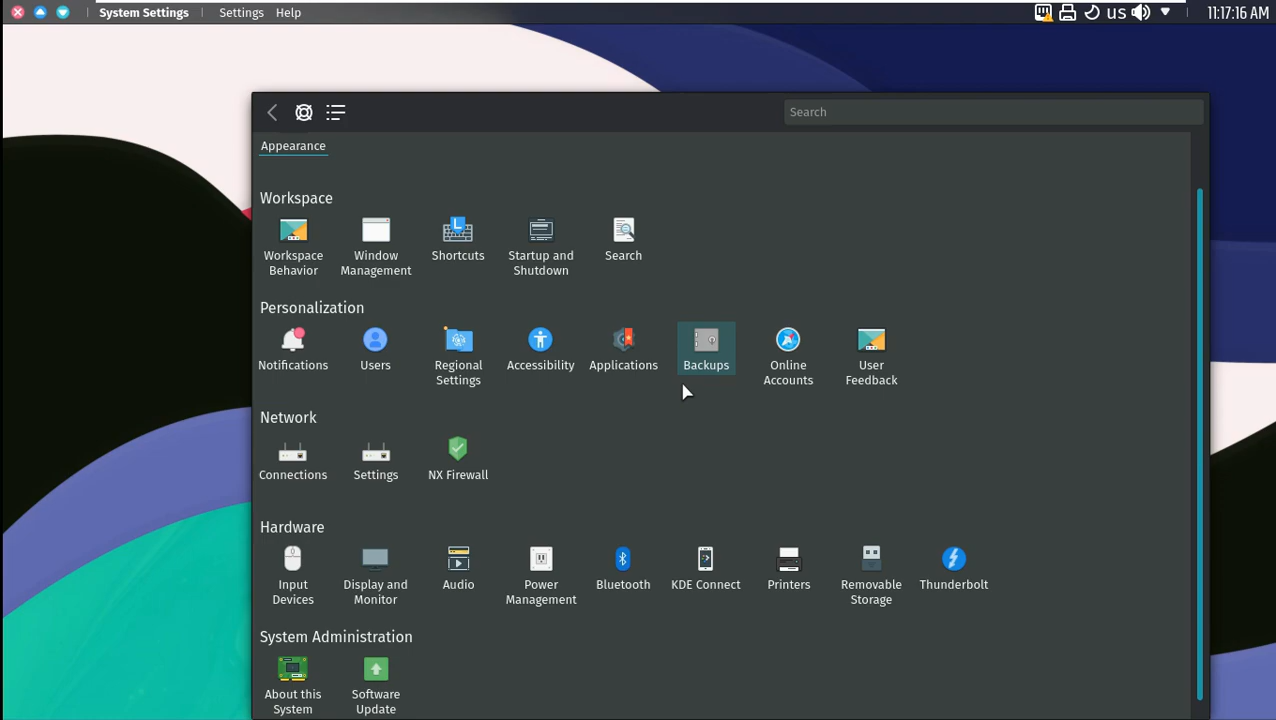 System Settings Settings Help us 11:17:16 AM
Search
Appearance
Workspace
Workspace Behavior
Window Management
Shortcuts
Startup and Shutdown
Search
Personalization
Notifications
Users
Regional Settings
Accessibility
Applications
Backups
Online Accounts
User Feedback
Network
Connections
Settings
NX Firewall
Hardware
Input Devices
Display and Monitor
Audio
Power Management
Bluetooth
KDE Connect
Printers
Removable Storage
Thunderbolt
System Administration
About this System
Software Update